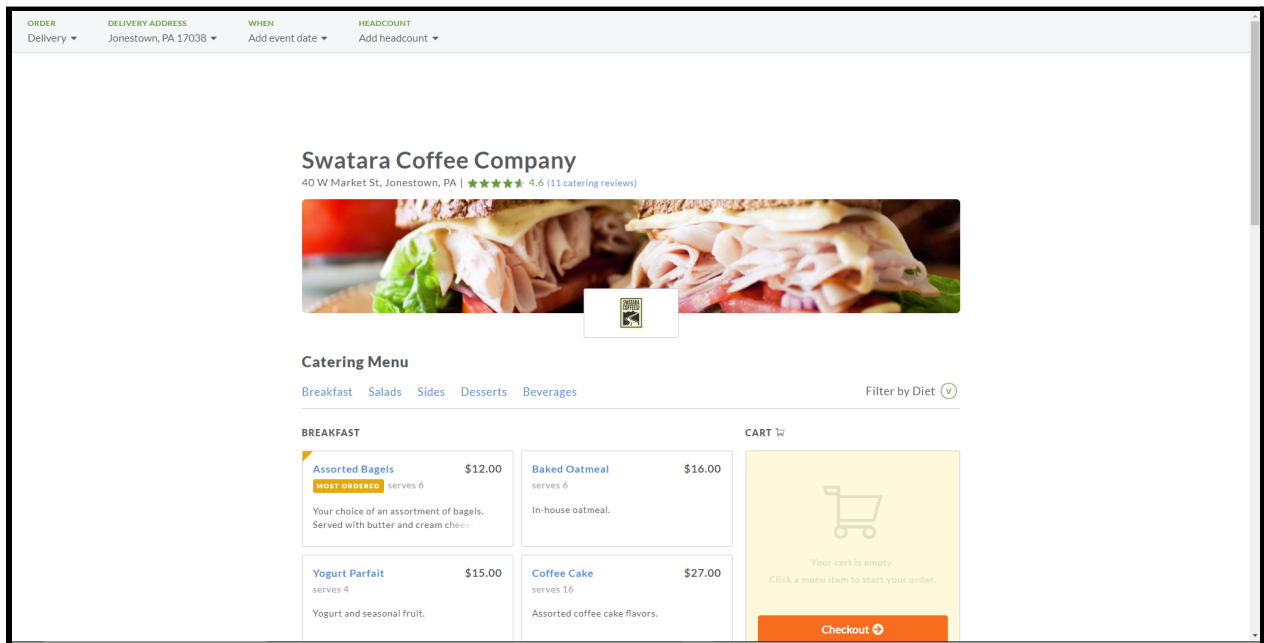 ORDER
Delivery
DELIVERY ADDRESS
Jonestown, PA 17038
WHEN
Add event date
HEADCOUNT
Add headcount
Swatara Coffee Company
40 W Market St, Jonestown, PA | 4.6 (11 catering reviews)
SWATARA
COFFEE
Catering Menu
Breakfast Salads Sides Desserts Beverages
Filter by Diet V
BREAKFAST
Assorted Bagels $12.00
MOST ORDERED serves 6
Your choice of an assortment of bagels.
Served with butter and cream chees
Baked Oatmeal $16.00
serves 6
In-house oatmeal.
Yogurt Parfait $15.00
serves 4
Yogurt and seasonal fruit.
Coffee Cake $27.00
serves 16
Assorted coffee cake flavors.
CART
Your cart is empty.
Click a menu item to start your order.
Checkout